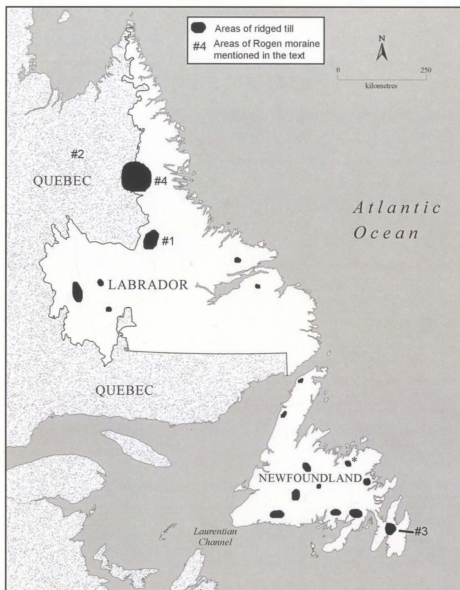 Areas of ridged till
#4 Areas of Rogen moraine
mentioned in the text
N
0 250
kilometres
#2
QUEBEC
#4
Atlantic
Ocean
#1
LABRADOR
QUEBEC
*
NEWFOUNDLAND
#3
Laurentian
Channel